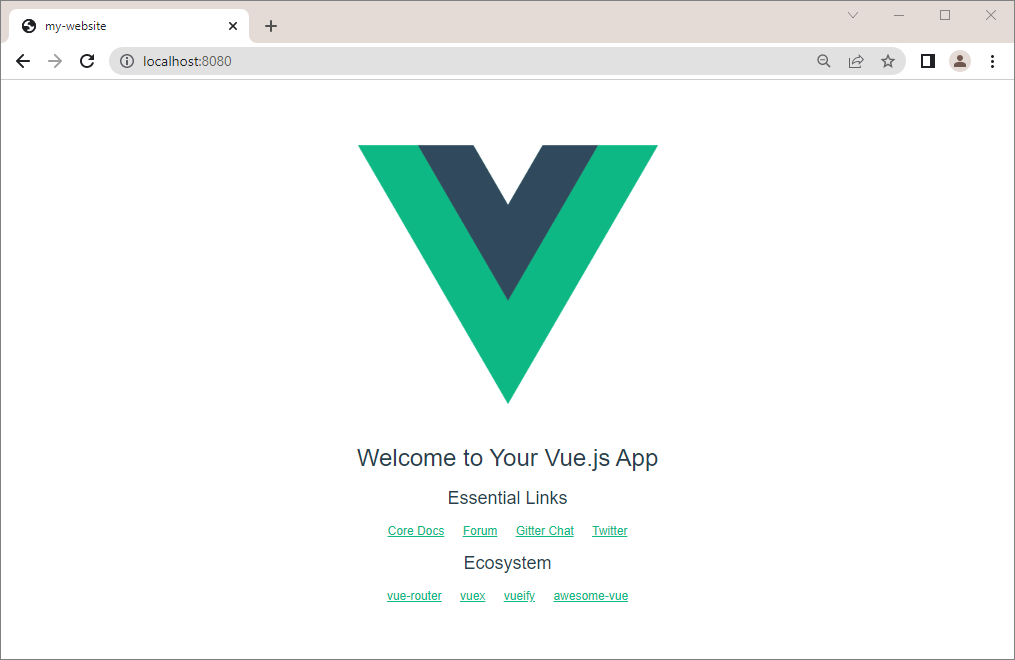 my-website
localhost:8080
Welcome to Your Vue.js App
Essential Links
Core Docs Forum Gitter Chat Twitter
Ecosystem
vue-router vuex vueify awesome-vue